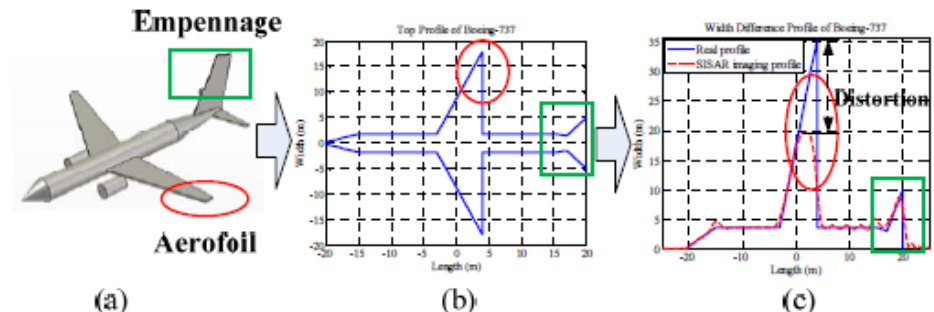 Empennage
Aerofoil
(a)
Top Profile of Boeing-737
Width (m)
20
15
10
5
0
-5
-10
-15
-20
-20
-15
-10
-5
0
5
10
15
20
Length (m)
(b)
Width Difference Profile of Boeing-737
Real profile
SISAR imaging profile
Distortion
Width (m)
35
30
25
20
15
10
5
0
-20
-10
0
10
20
Length (m)
(c)